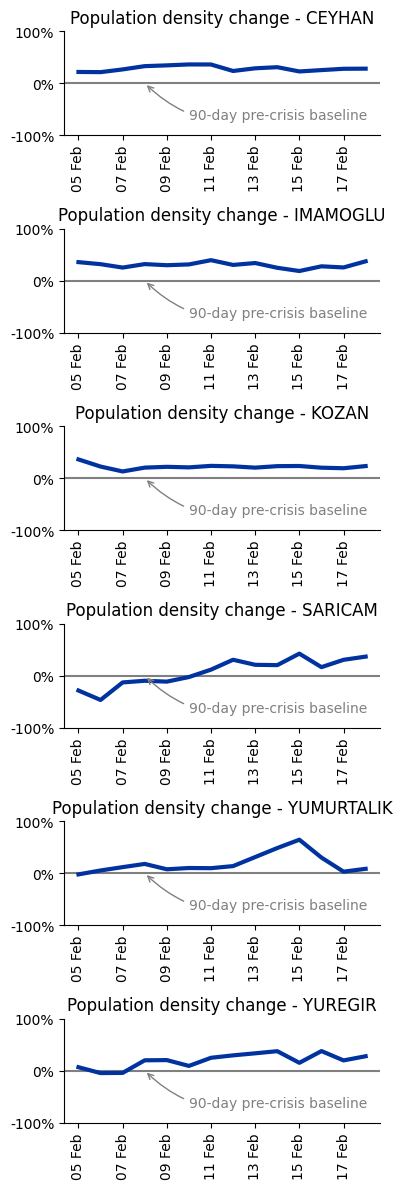 Population density change - CEYHAN
100%
0%
-100%
90-day pre-crisis baseline
05 Feb
07 Feb
09 Feb
11 Feb
13 Feb
15 Feb
17 Feb
Population density change - IMAMOGLU
100%
0%
-100%
90-day pre-crisis baseline
05 Feb
07 Feb
09 Feb
11 Feb
13 Feb
15 Feb
17 Feb
Population density change - KOZAN
100%
0%
-100%
90-day pre-crisis baseline
05 Feb
07 Feb
09 Feb
11 Feb
13 Feb
15 Feb
17 Feb
Population density change - SARICAM
100%
0%
-100%
90-day pre-crisis baseline
05 Feb
07 Feb
09 Feb
11 Feb
13 Feb
15 Feb
17 Feb
Population density change - YUMURTALIK
100%
0%
-100%
90-day pre-crisis baseline
05 Feb
07 Feb
09 Feb
11 Feb
13 Feb
15 Feb
17 Feb
Population density change - YUREGIR
100%
0%
-100%
90-day pre-crisis baseline
05 Feb
07 Feb
09 Feb
11 Feb
13 Feb
15 Feb
17 Feb